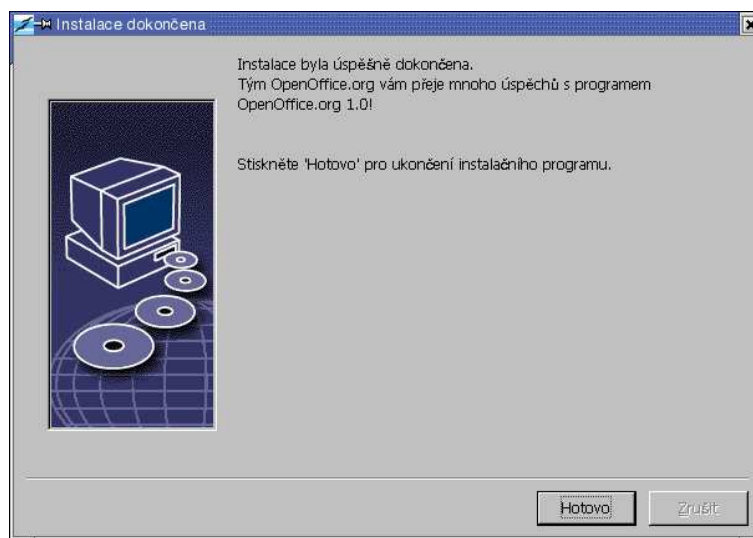 Instalace dokončena
Instalace byla úspěšně dokončena.
Tým OpenOffice.org vám přeje mnoho úspěchů s programem
OpenOffice.org 1.0!
Stiskněte 'Hotovo' pro ukončení instalačního programu.
Hotovo
Zrušit